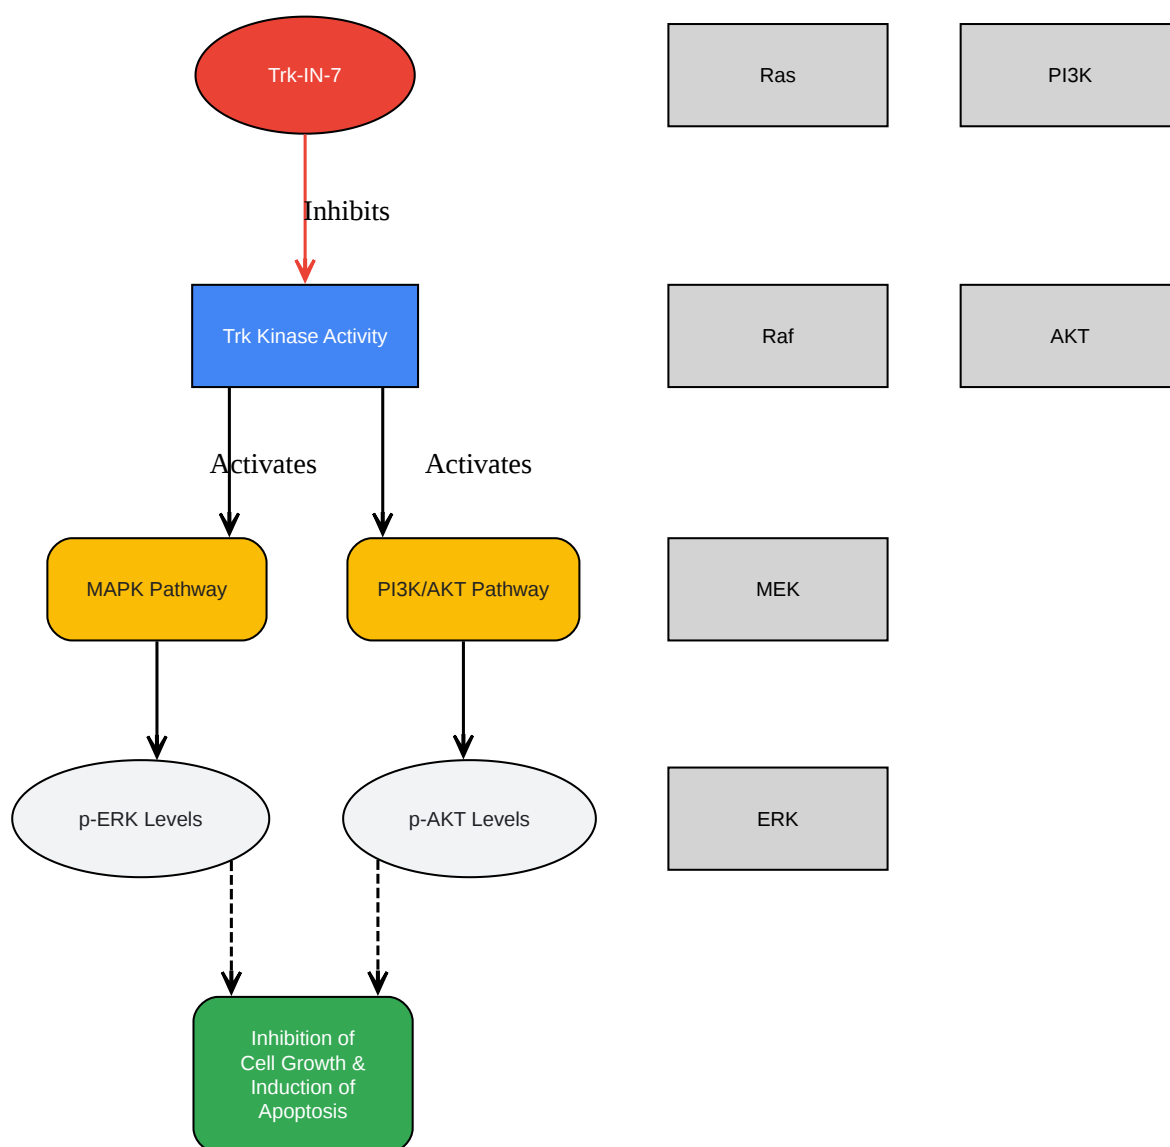 Trk-IN-7
Ras
PI3K
Inhibits
Trk Kinase Activity
Raf
AKT
Activates
Activates
MAPK Pathway
PI3K/AKT Pathway
MEK
p-ERK Levels
p-AKT Levels
ERK
Inhibition of
Cell Growth &
Induction of
Apoptosis